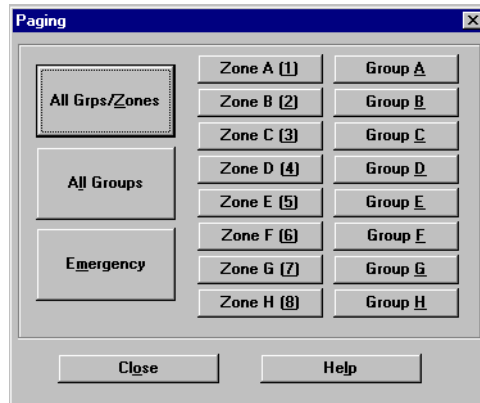 Paging
All Grps/Zones
All Groups
Emergency
Zone A (1)
Zone B (2)
Zone C (3)
Zone D (4)
Zone E (5)
Zone F (6)
Zone G (7)
Zone H (8)
Group A
Group B
Group C
Group D
Group E
Group F
Group G
Group H
Close
Help